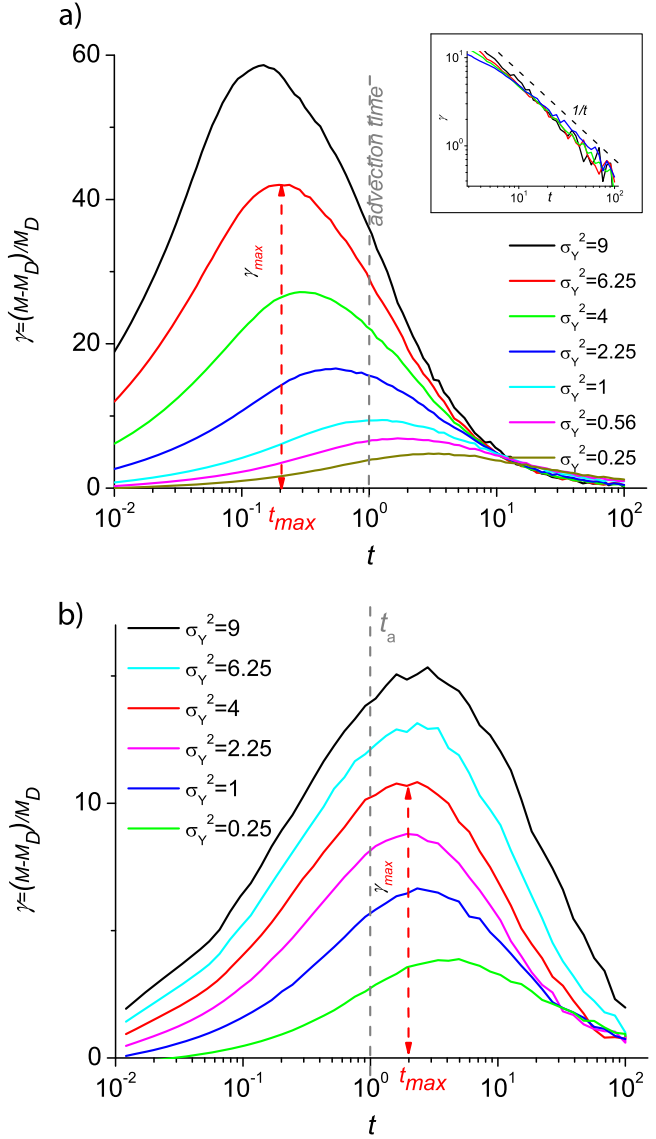 a)
60
40
20
0
γ=(M-M_D)/M_D
10^-2
10^-1
10^0
10^1
10^2
t
t_max
γ_max
advection time
10^1
10^0
γ
10^1
10^2
t
1/t
σ_Y^2=9
σ_Y^2=6.25
σ_Y^2=4
σ_Y^2=2.25
σ_Y^2=1
σ_Y^2=0.56
σ_Y^2=0.25
b)
σ_Y^2=9
σ_Y^2=6.25
σ_Y^2=4
σ_Y^2=2.25
σ_Y^2=1
σ_Y^2=0.25
t_a
10
0
γ=(M-M_D)/M_D
γ_max
10^-2
10^-1
10^0
t_max
10^1
10^2
t